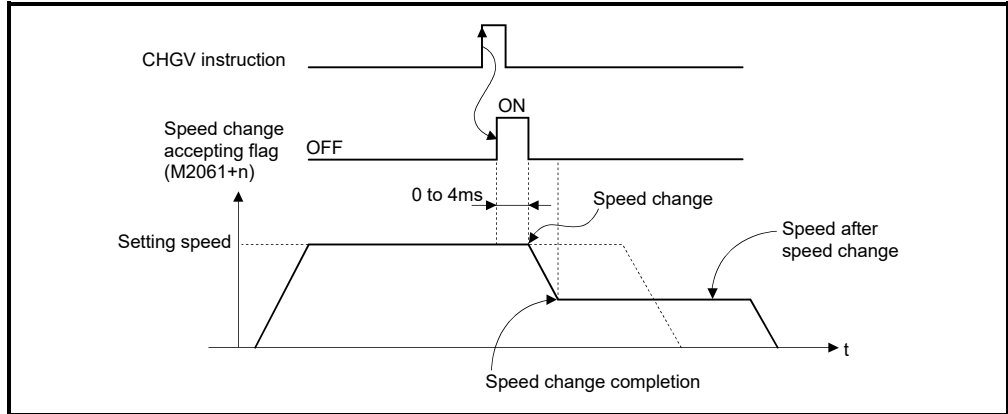 CHGV instruction
ON
Speed change
accepting flag
(M2061+n)
OFF
0 to 4ms
Speed change
Setting speed
Speed after
speed change
t
Speed change completion